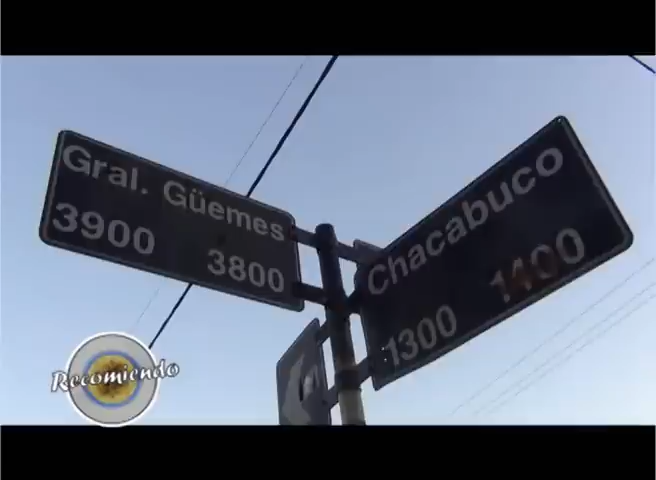 Gral. Güemes
3900 3800
Chacabuco
1300 1400
Recomiendo